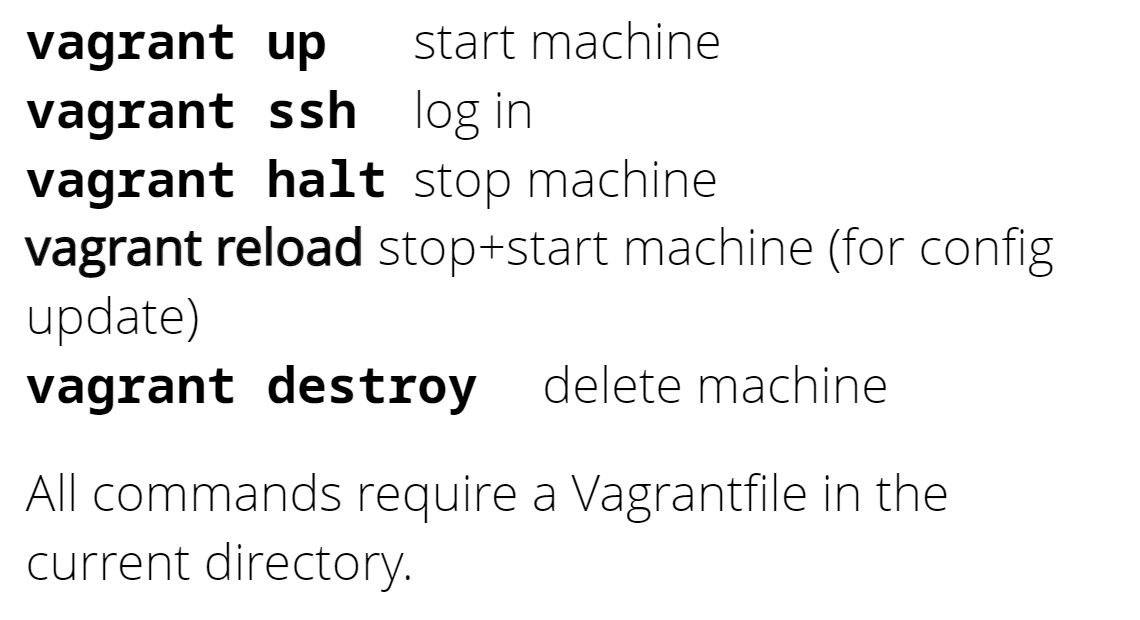 vagrant up start machine
vagrant ssh log in
vagrant halt stop machine
vagrant reload stop+start machine (for config
update)
vagrant destroy delete machine
All commands require a Vagrantfile in the
current directory.